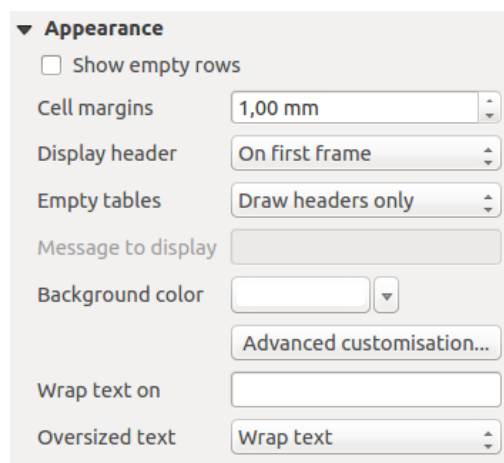 Appearance
Show empty rows
Cell margins 1,00 mm
Display header On first frame
Empty tables Draw headers only
Message to display
Background color
Advanced customisation...
Wrap text on
Oversized text Wrap text